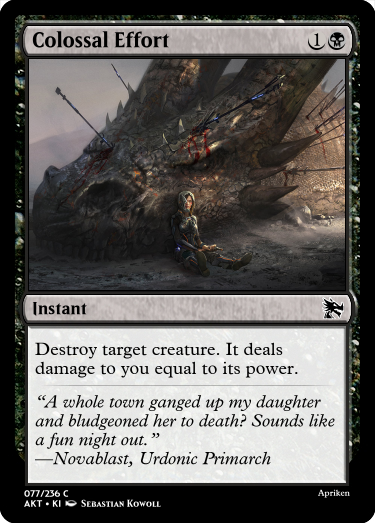 Colossal Effort 1
Instant
Destroy target creature. It deals
damage to you equal to its power.
“A whole town ganged up my daughter
and bludgeoned her to death? Sounds like
a fun night out.”
—Novablast, Urdonic Primarch
077/236 C
Apriken
AKT • KI Sebastian Kowoll